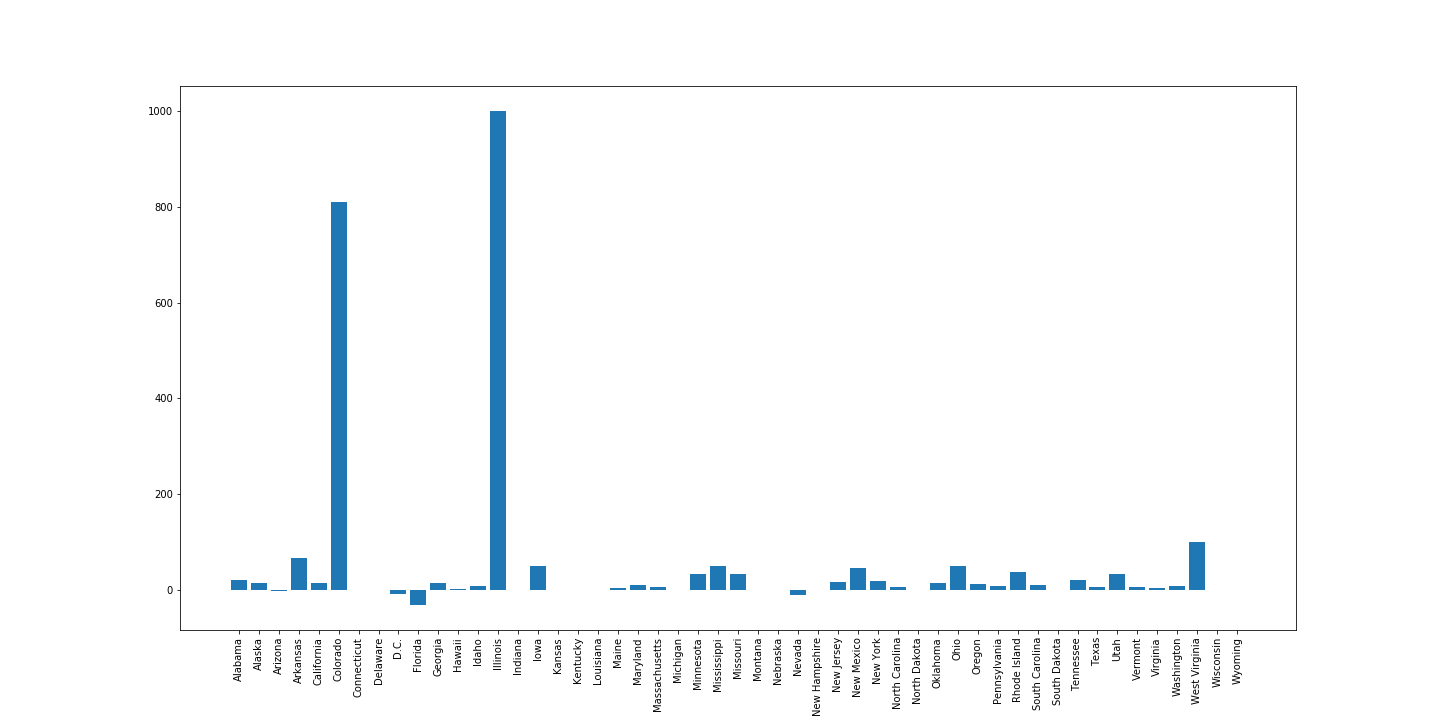 1000
800
600
400
200
0
Alabama
Alaska
Arizona
Arkansas
California
Colorado
Connecticut
Delaware
D.C.
Florida
Georgia
Hawaii
Idaho
Illinois
Indiana
Iowa
Kansas
Kentucky
Louisiana
Maine
Maryland
Massachusetts
Michigan
Minnesota
Mississippi
Missouri
Montana
Nebraska
Nevada
New Hampshire
New Jersey
New Mexico
New York
North Carolina
North Dakota
Oklahoma
Ohio
Oregon
Pennsylvania
Rhode Island
South Carolina
South Dakota
Tennessee
Texas
Utah
Vermont
Virginia
Washington
West Virginia
Wisconsin
Wyoming